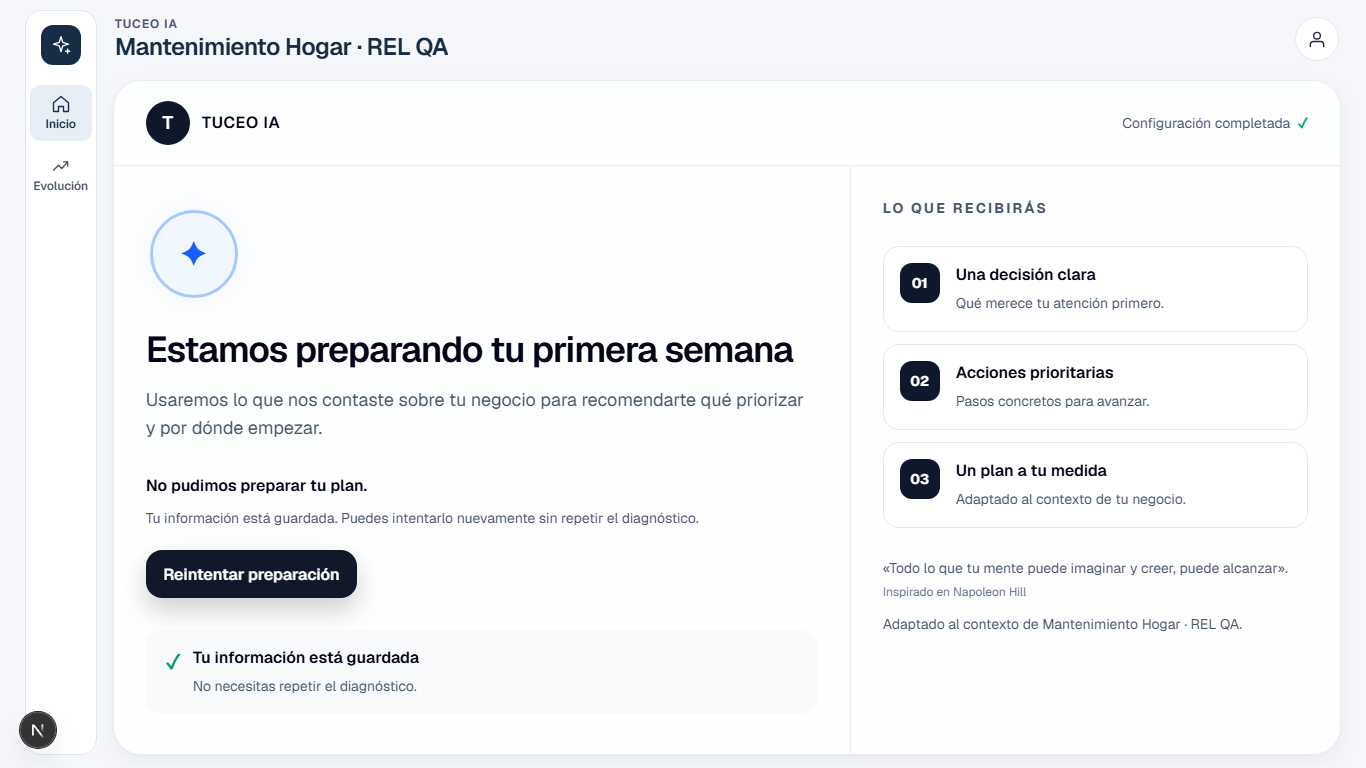 TUCEO IA
Mantenimiento Hogar · REL QA
Inicio
Evolución
T
TUCEO IA
Configuración completada ✓
Estamos preparando tu primera semana
Usaremos lo que nos contaste sobre tu negocio para recomendarte qué priorizar
y por dónde empezar.
No pudimos preparar tu plan.
Tu información está guardada. Puedes intentarlo nuevamente sin repetir el diagnóstico.
Reintentar preparación
✓ Tu información está guardada
No necesitas repetir el diagnóstico.
LO QUE RECIBIRÁS
01
Una decisión clara
Qué merece tu atención primero.
02
Acciones prioritarias
Pasos concretos para avanzar.
03
Un plan a tu medida
Adaptado al contexto de tu negocio.
«Todo lo que tu mente puede imaginar y creer, puede alcanzar».
Inspirado en Napoleon Hill
Adaptado al contexto de Mantenimiento Hogar · REL QA.
N